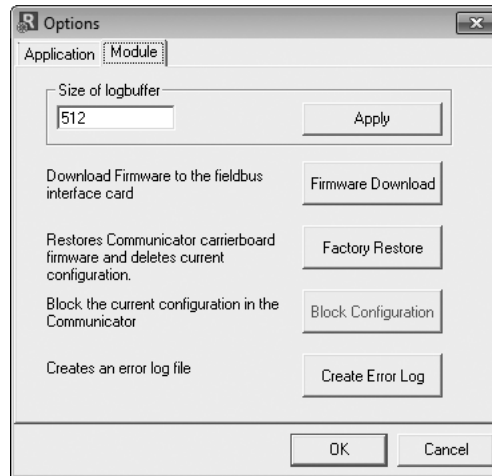 Options
Application Module
Size of logbuffer
512
Apply
Download Firmware to the fieldbus
interface card
Firmware Download
Restores Communicator carrierboard
firmware and deletes current
configuration.
Factory Restore
Block the current configuration in the
Communicator
Block Configuration
Creates an error log file
Create Error Log
OK Cancel